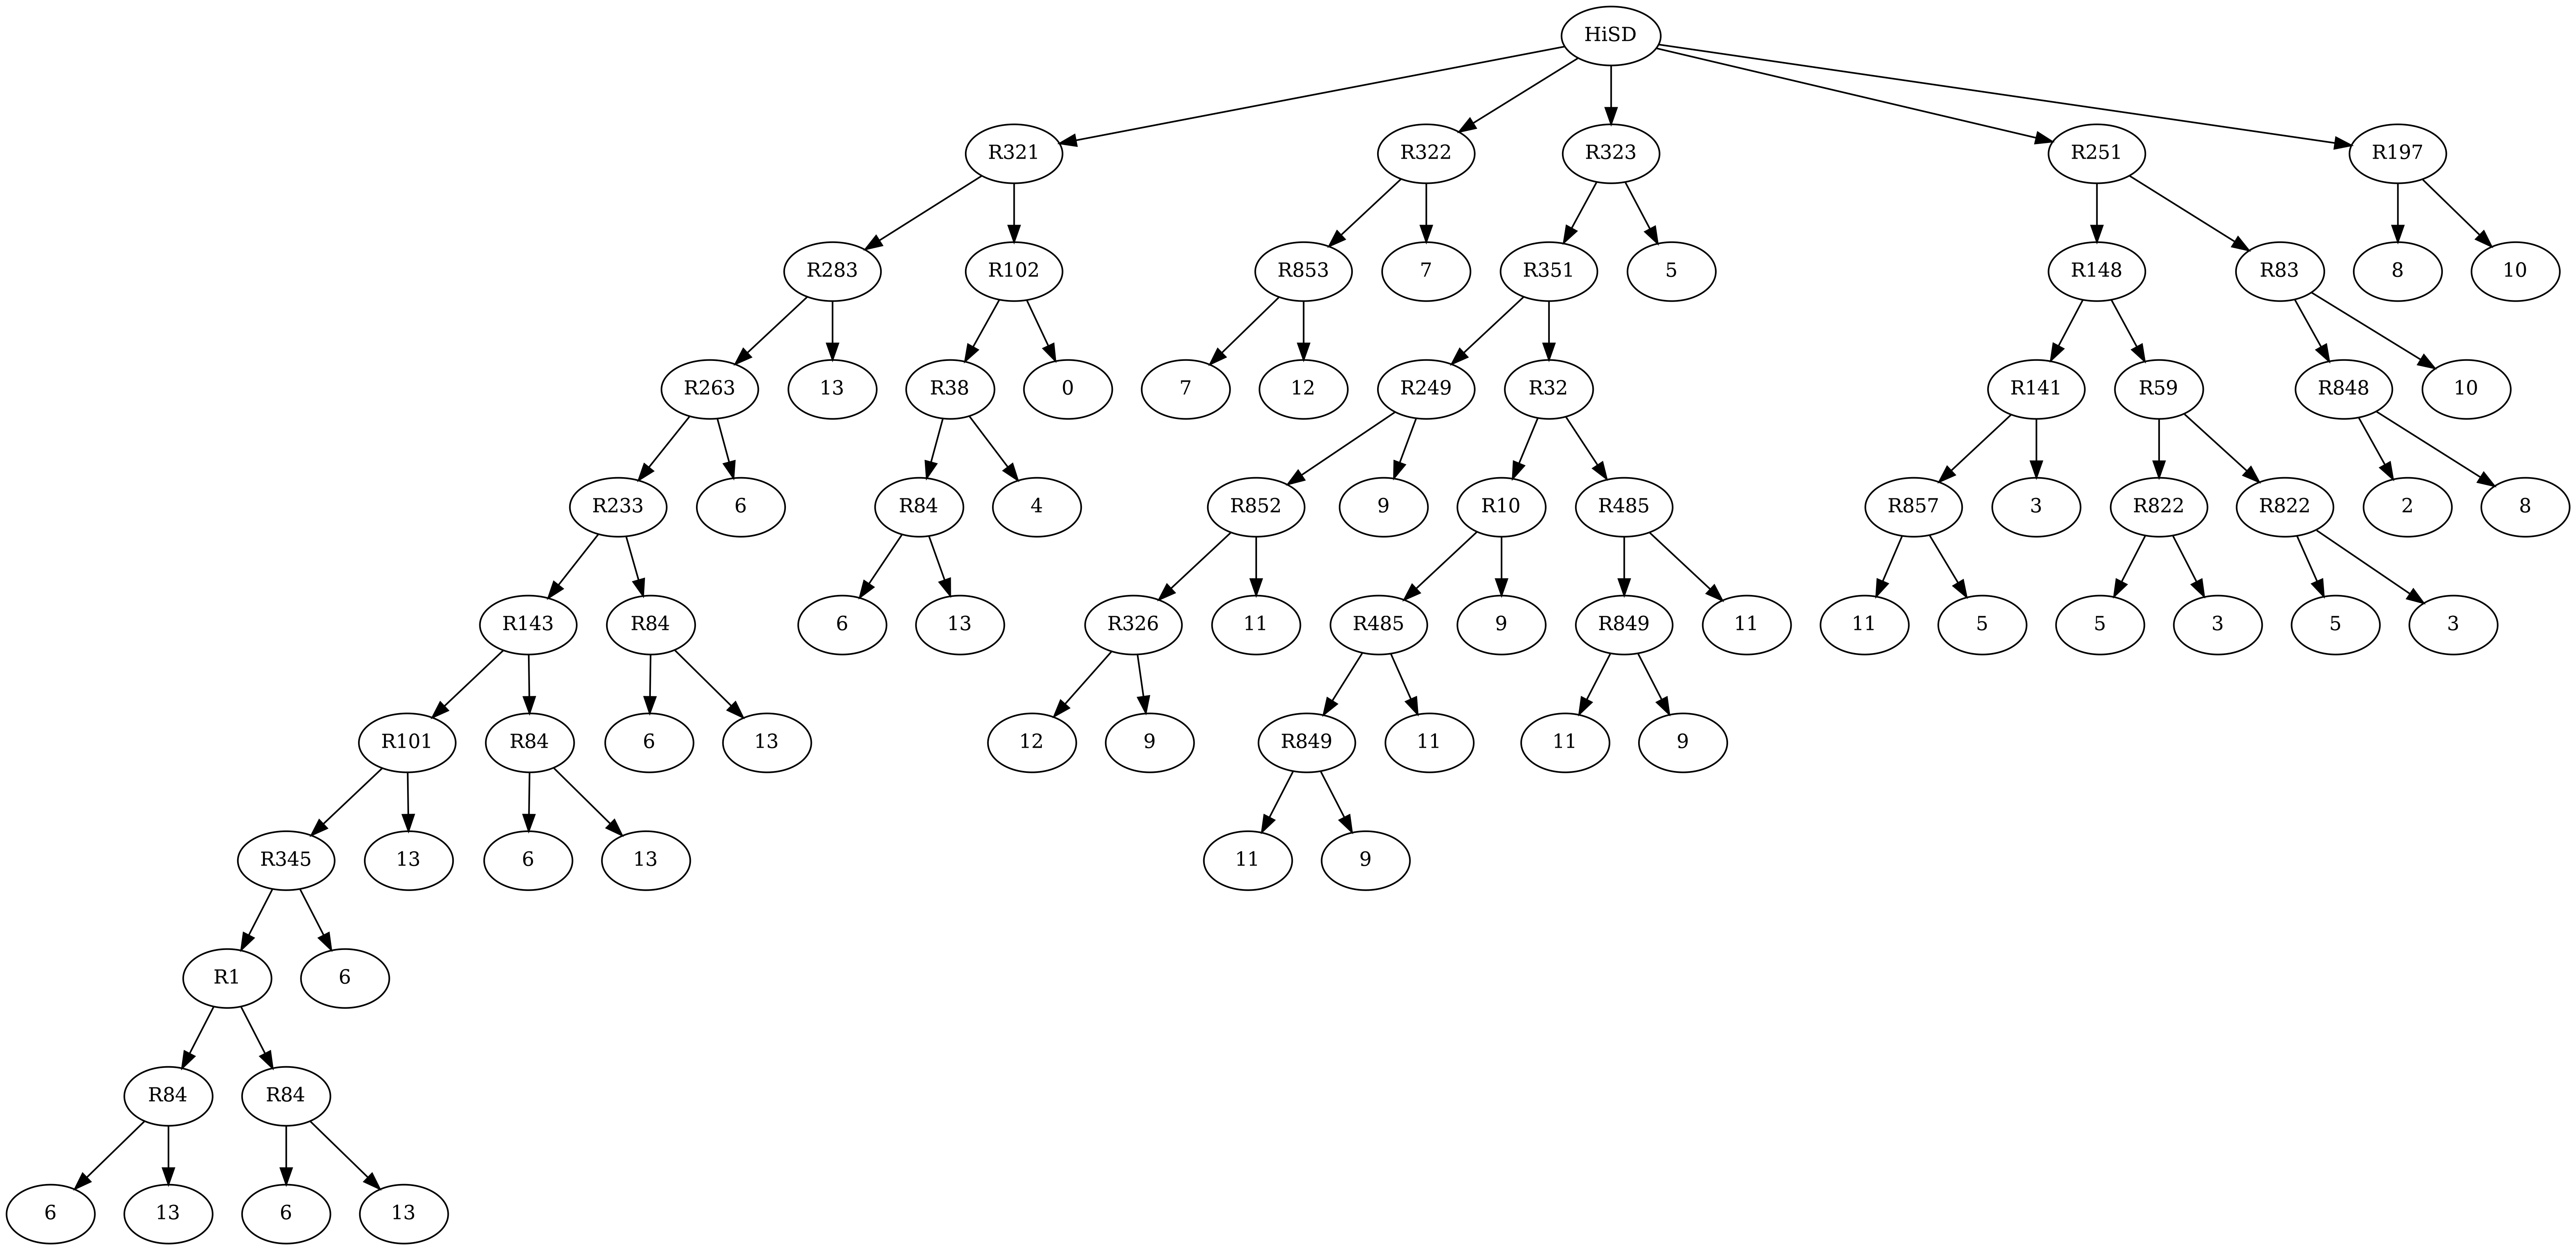 HiSD
R321 R322 R323 R251 R197
R283 R102 R853 7 R351 5 R148 R83 8 10
R263 13 R38 0 7 12 R249 R32 R141 R59 R848 10
R233 6 R84 4 R852 9 R10 R485 R857 3 R822 R822 2 8
R143 R84 6 13 R326 11 R485 9 R849 11 11 5 5 3 5 3
R101 R84 6 13 12 9 R849 11 11 9
R345 13 6 13 11 9
R1 6
R84 R84
6 13 6 13